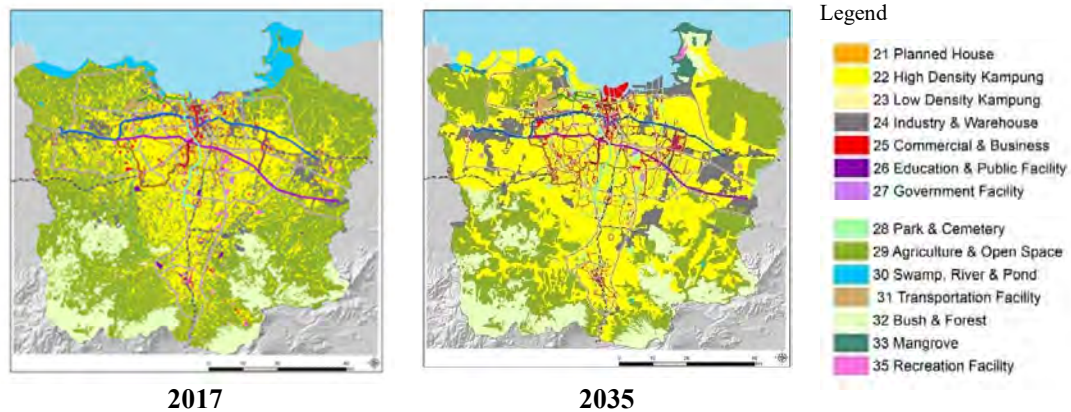 Legend
21 Planned House
22 High Density Kampung
23 Low Density Kampung
24 Industry & Warehouse
25 Commercial & Business
26 Education & Public Facility
27 Government Facility
28 Park & Cemetery
29 Agriculture & Open Space
30 Swamp, River & Pond
31 Transportation Facility
32 Bush & Forest
33 Mangrove
35 Recreation Facility
2017
2035